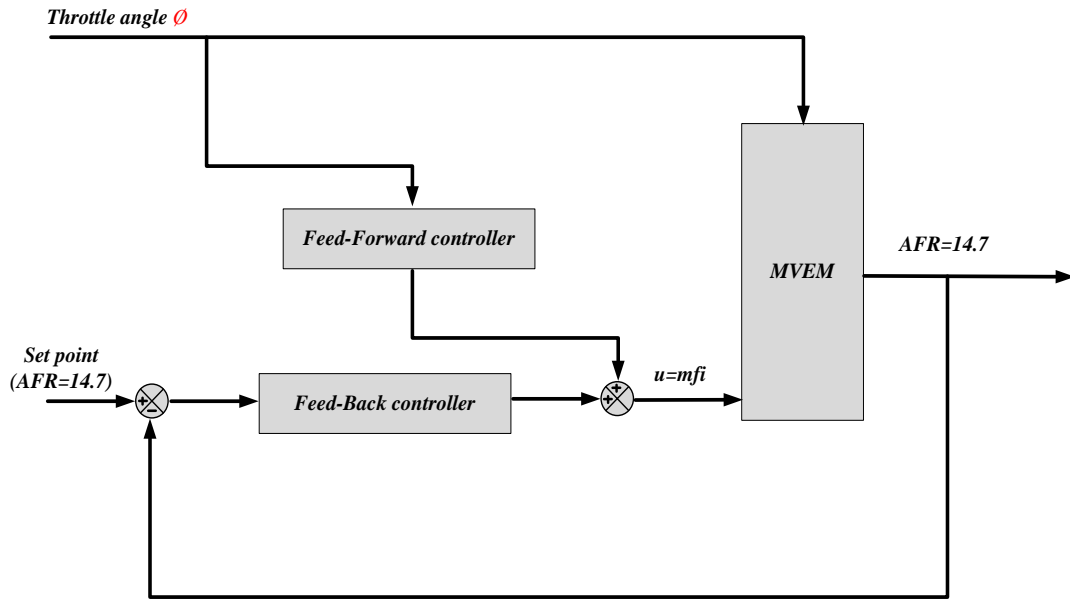 Throttle angle Ø
Feed-Forward controller
MVEM
AFR=14.7
Set point
(AFR=14.7)
+
-
Feed-Back controller
+
+
u=mfi